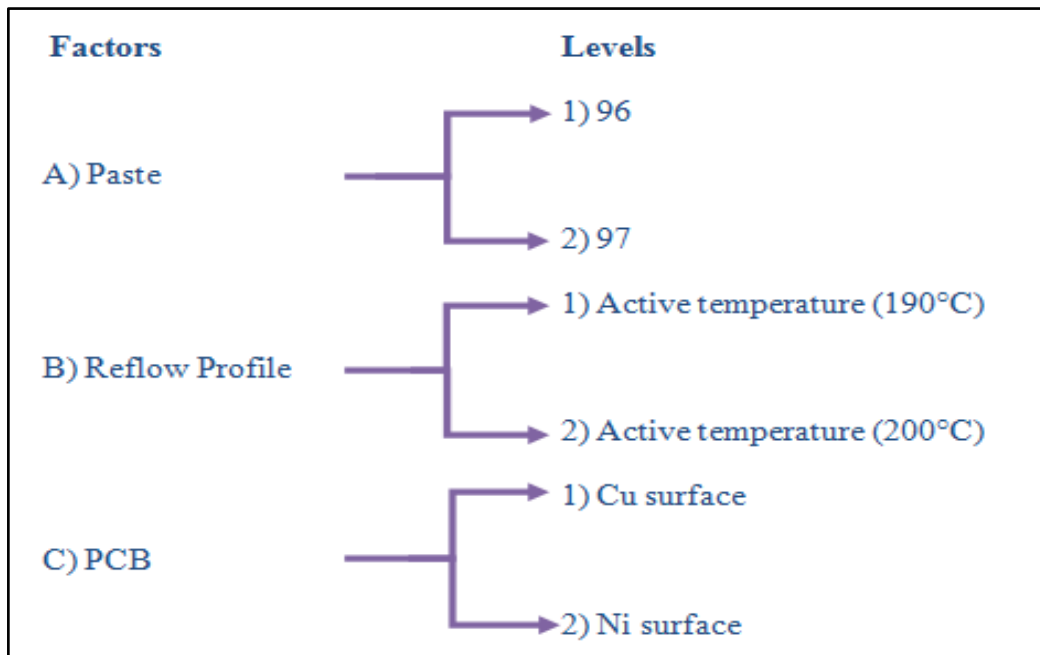 Factors Levels
1) 96
A) Paste
2) 97
1) Active temperature (190°C)
B) Reflow Profile
2) Active temperature (200°C)
1) Cu surface
C) PCB
2) Ni surface